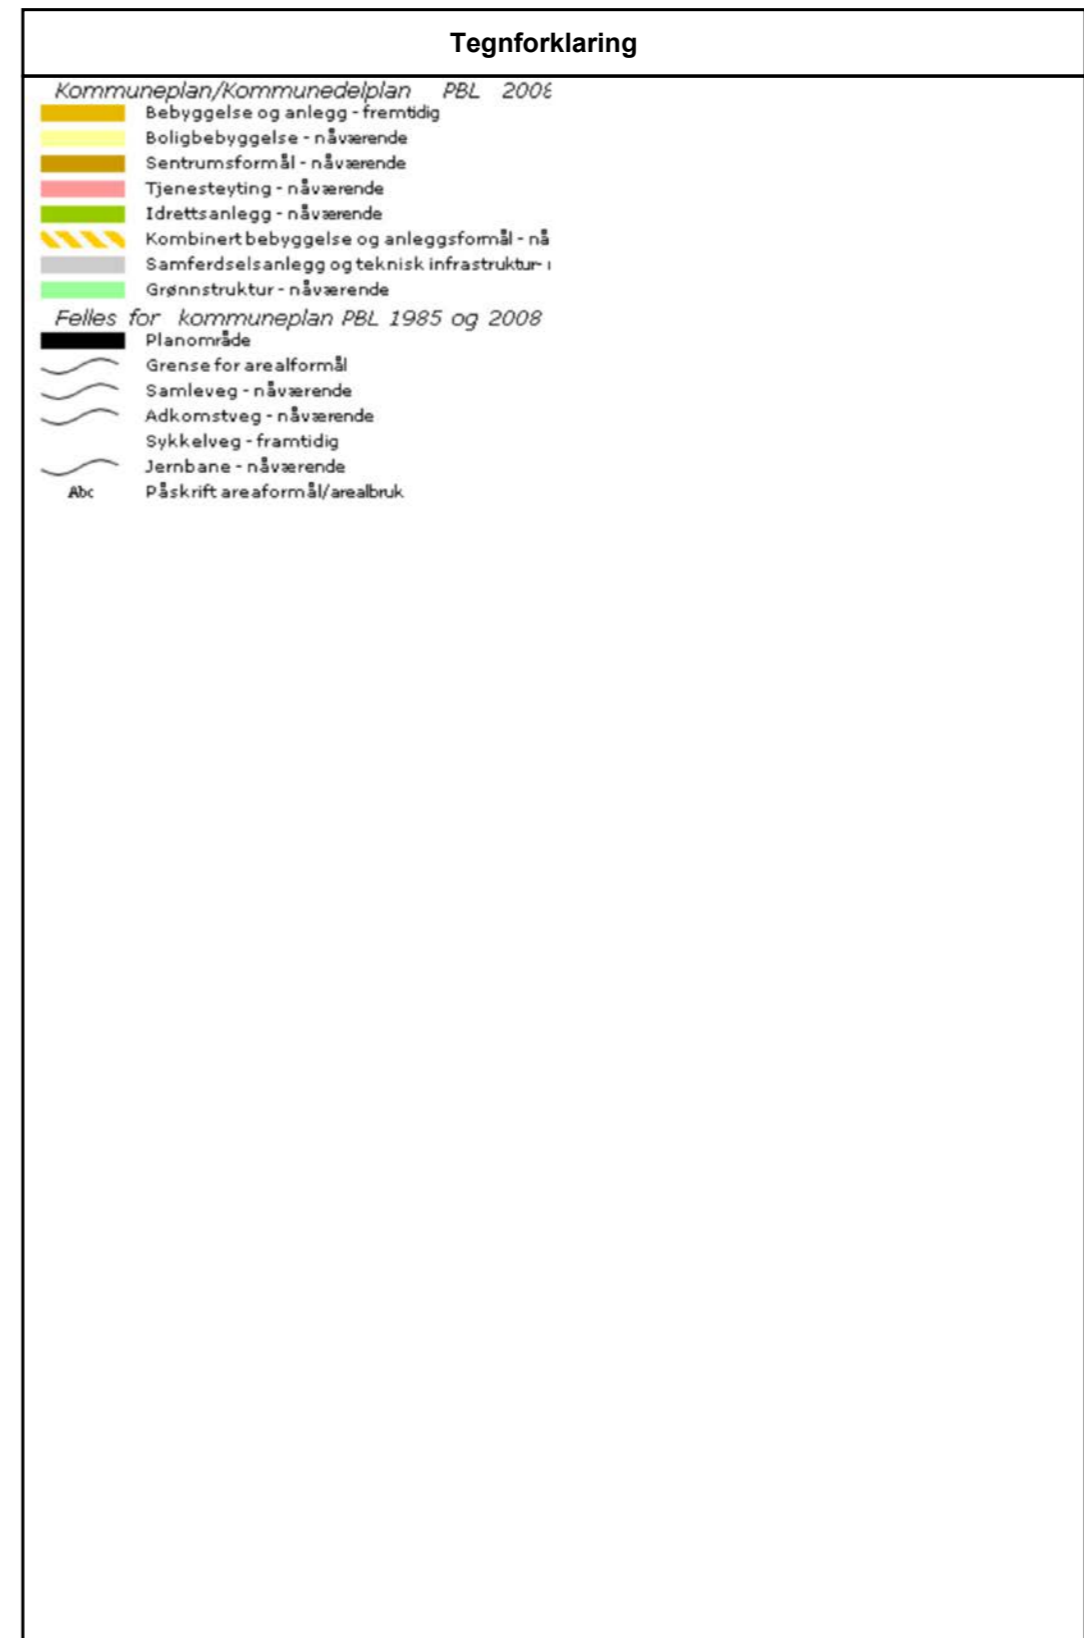 Tegnforklaring
Kommuneplan/Kommunedelplan PBL 2008
Bebyggelse og anlegg - fremtidig
Boligbebyggelse - nåværende
Sentrumsformål - nåværende
Tjenesteyting - nåværende
Idrettsanlegg - nåværende
Kombinert bebyggelse og anleggsformål - nå
Samferdselsanlegg og teknisk infrastruktur-
Grønnstruktur - nåværende
Felles for kommuneplan PBL 1985 og 2008
Planområde
Grense for arealformål
Samleveg - nåværende
Adkomstveg - nåværende
Sykkelveg - framtidig
Jernbane - nåværende
Abc Påskrift areaformål/arealbruk